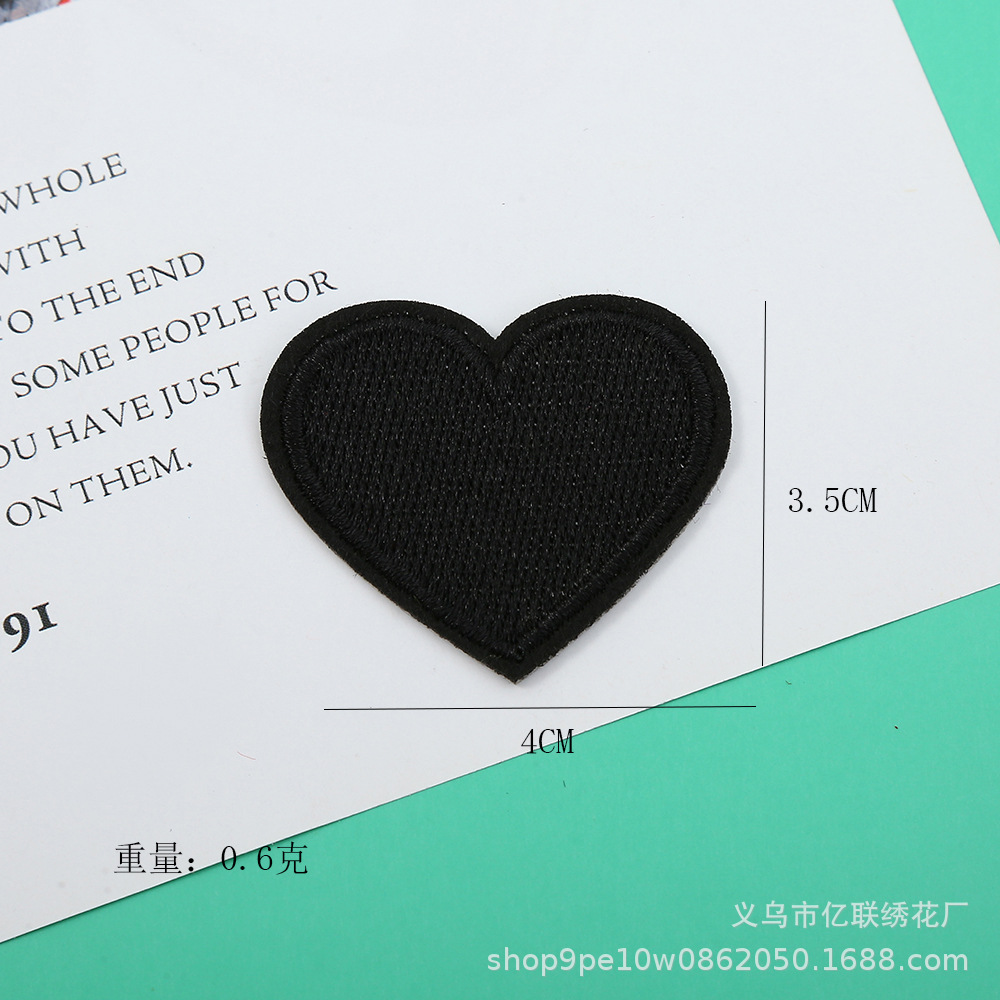 WHOLE
WITH
TO THE END
SOME PEOPLE FOR
YOU HAVE JUST
ON THEM.
91
3.5CM
4CM
重量：0.6克
义乌市亿联绣花厂
shop9pe10w0862050.1688.com